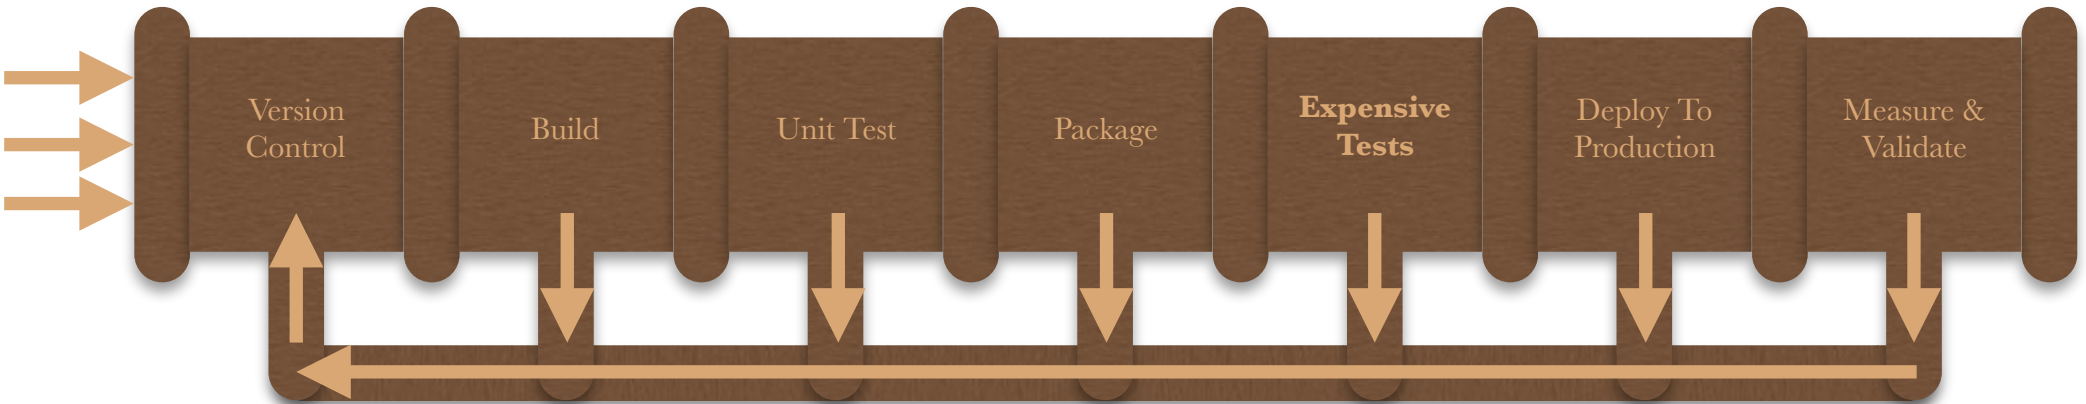 Version
Control
Build
Unit Test
Package
Expensive
Tests
Deploy To
Production
Measure &
Validate